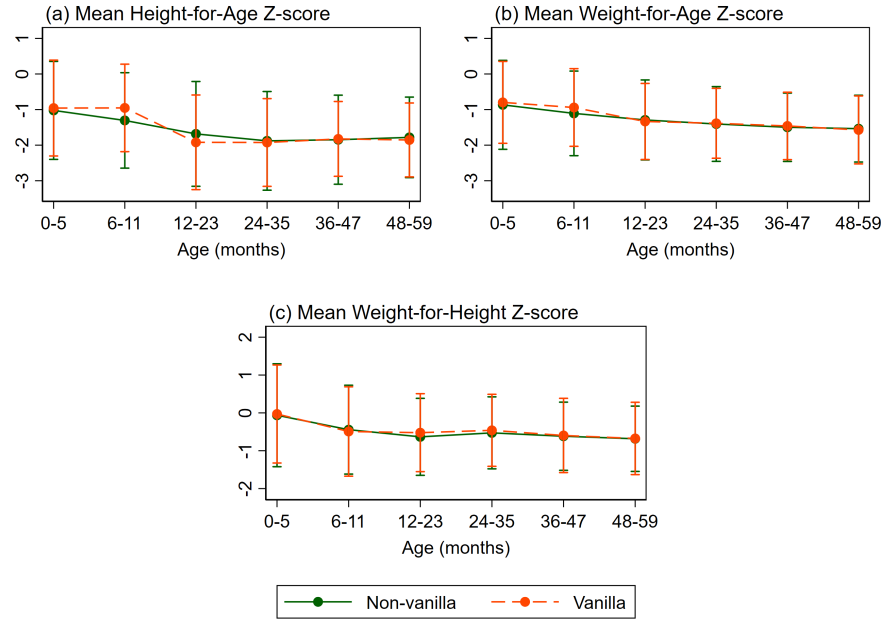 (a) Mean Height-for-Age Z-score
1
0
-1
-2
-3
0-5 6-11 12-23 24-35 36-47 48-59
Age (months)
(b) Mean Weight-for-Age Z-score
1
0
-1
-2
-3
0-5 6-11 12-23 24-35 36-47 48-59
Age (months)
(c) Mean Weight-for-Height Z-score
2
1
0
-1
-2
0-5 6-11 12-23 24-35 36-47 48-59
Age (months)
Non-vanilla Vanilla